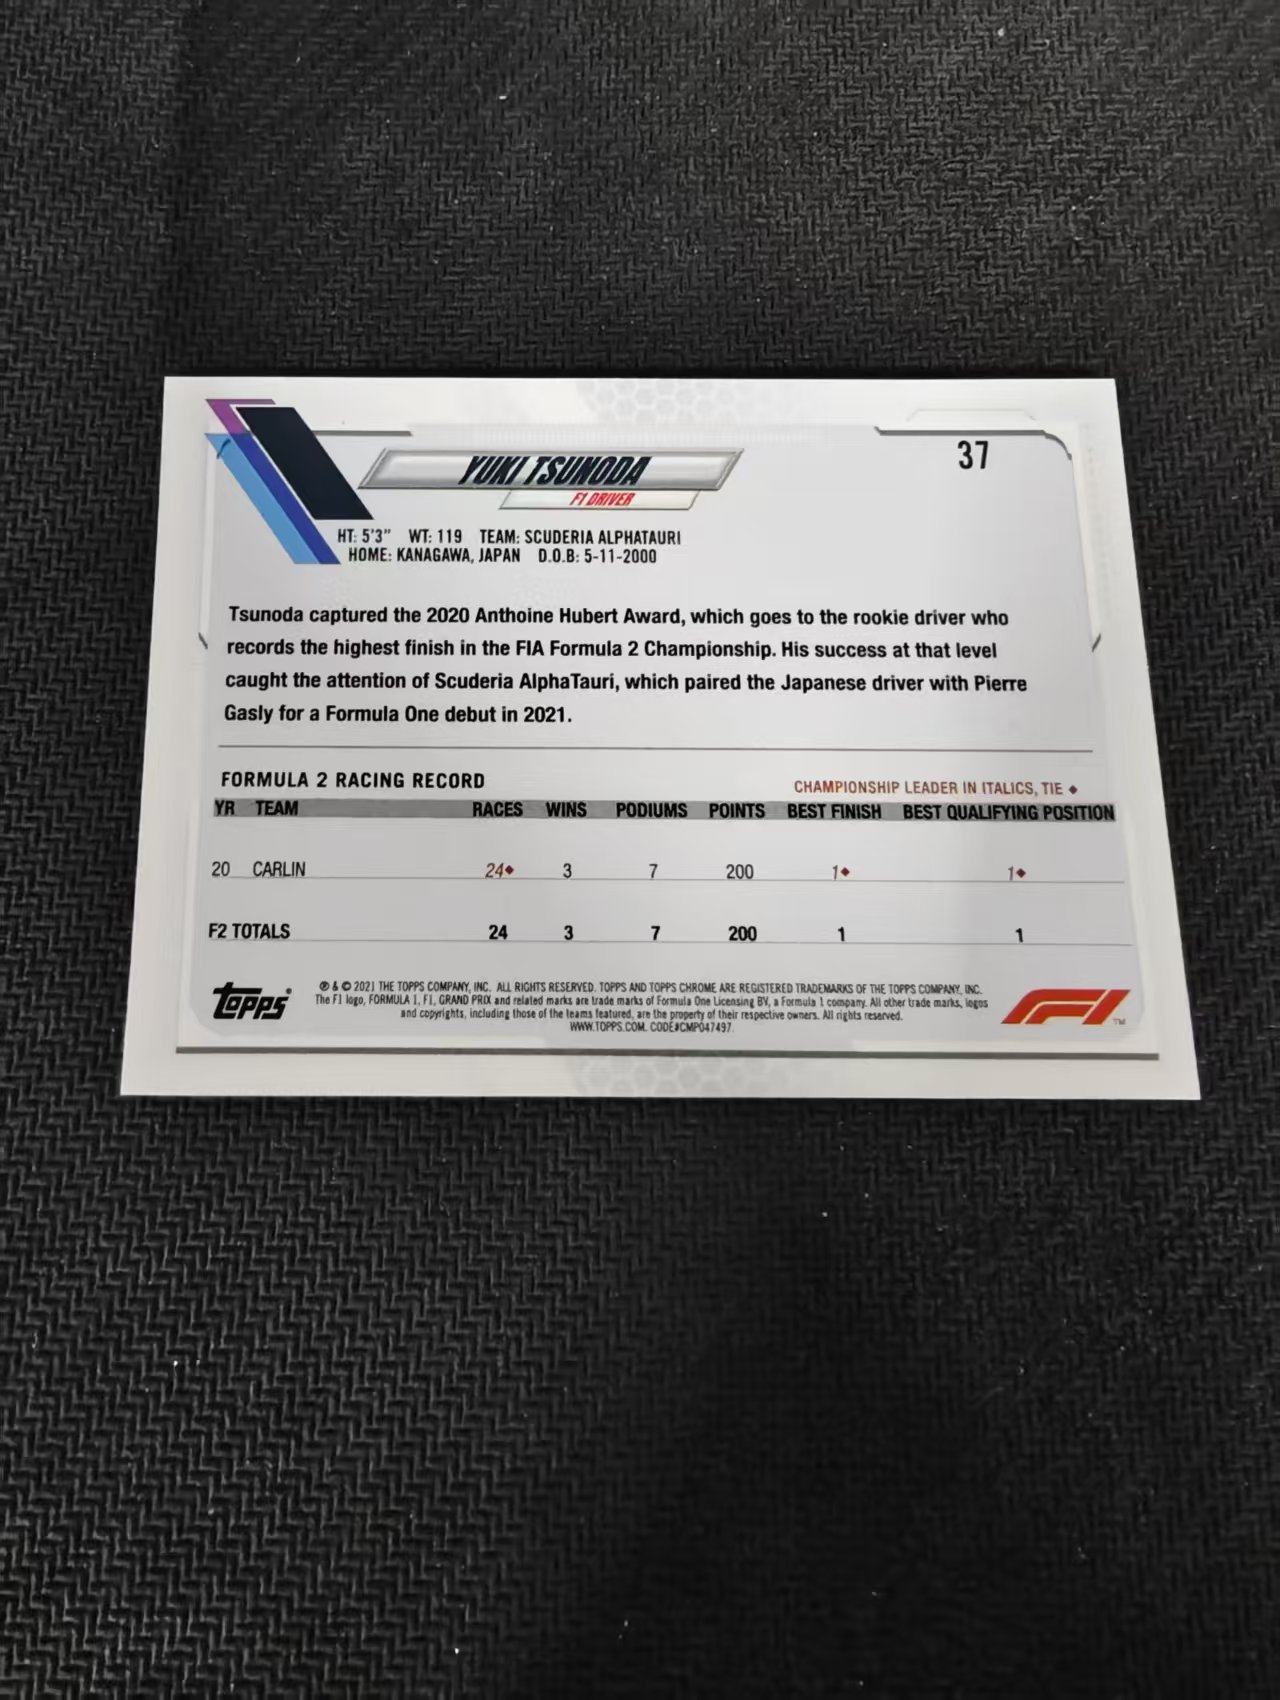 37
YUKI TSUNODA
F1 DRIVER
HT: 5'3" WT: 119 TEAM: SCUDERIA ALPHATAURI
HOME: KANAGAWA, JAPAN D.O.B: 5-11-2000
Tsunoda captured the 2020 Anthoine Hubert Award, which goes to the rookie driver who
records the highest finish in the FIA Formula 2 Championship. His success at that level
caught the attention of Scuderia AlphaTauri, which paired the Japanese driver with Pierre
Gasly for a Formula One debut in 2021.
FORMULA 2 RACING RECORD CHAMPIONSHIP LEADER IN ITALICS, TIE ◆
YR TEAM RACES WINS PODIUMS POINTS BEST FINISH BEST QUALIFYING POSITION
20 CARLIN 24◆ 3 7 200 1◆ 1◆
F2 TOTALS 24 3 7 200 1 1
Topps
® & © 2021 THE TOPPS COMPANY, INC. ALL RIGHTS RESERVED. TOPPS AND TOPPS CHROME ARE REGISTERED TRADEMARKS OF THE TOPPS COMPANY, INC.
The F1 logo, FORMULA 1, F1, GRAND PRIX and related marks are trade marks of Formula One Licensing BV, a Formula 1 company. All other trade marks, logos
and copyrights, including those of the teams featured, are the property of their respective owners. All rights reserved.
WWW.TOPPS.COM. CODE#CMP047497.
F1 ™